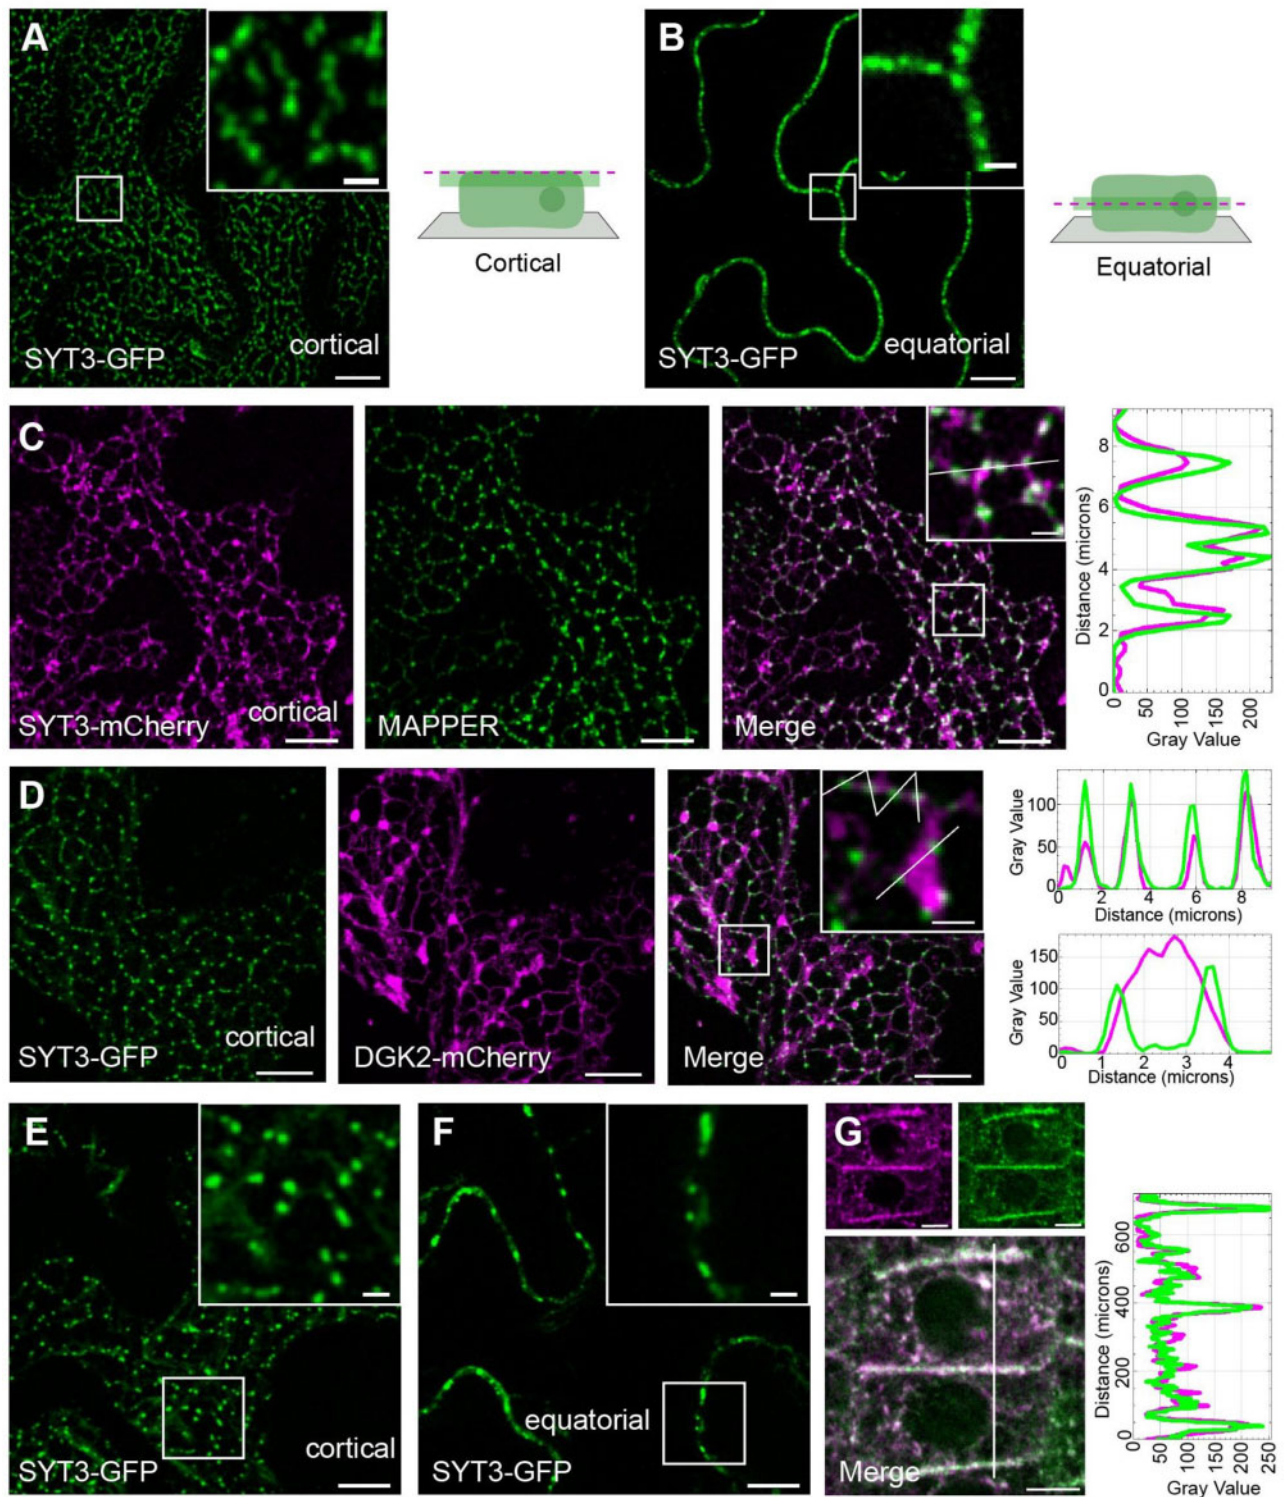 A
SYT3-GFP
cortical
Cortical
B
SYT3-GFP
equatorial
Equatorial
C
SYT3-mCherry
cortical
MAPPER
Merge
Distance (microns)
8
6
4
2
0
0 50 100 150 200
Gray Value
D
SYT3-GFP
cortical
DGK2-mCherry
Merge
Gray Value
100
50
0
0 2 4 6 8
Distance (microns)
Gray Value
150
100
50
0
0 1 2 3 4
Distance (microns)
E
SYT3-GFP
cortical
F
SYT3-GFP
equatorial
G
Merge
Distance (microns)
600
400
200
0
0 50 100 150 200 250
Gray Value